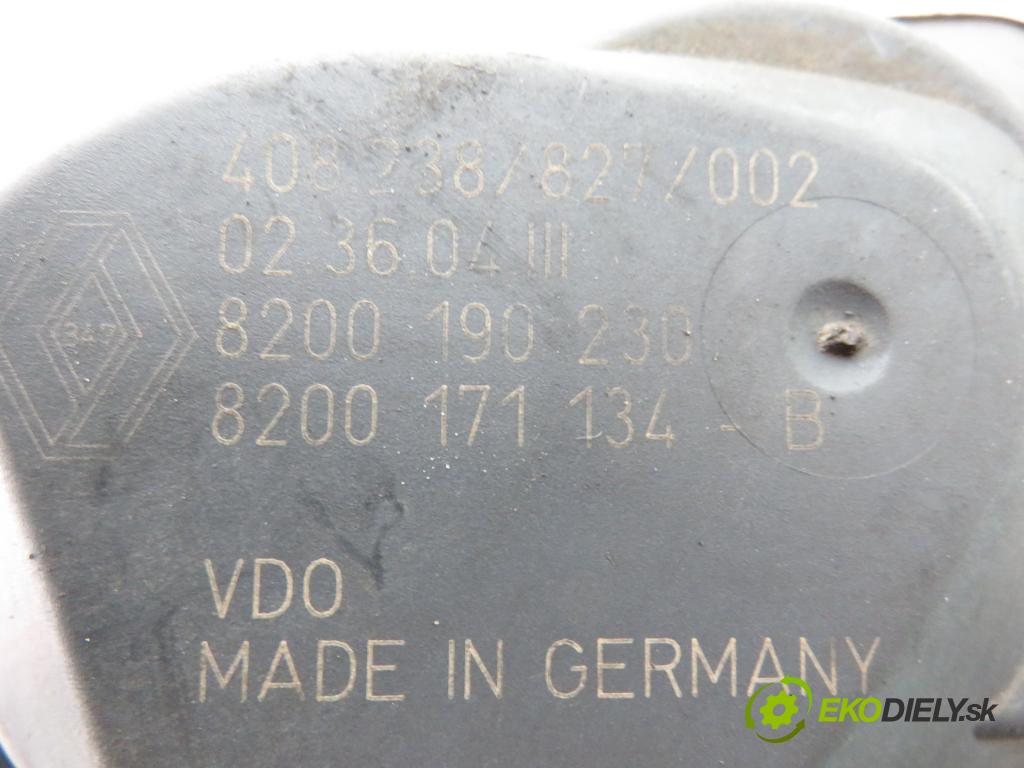 408.238/827/002
02.36.04 III
347
8200 190 230
8200 171 134 - B
VDO
MADE IN GERMANY
EKODIELY.sk